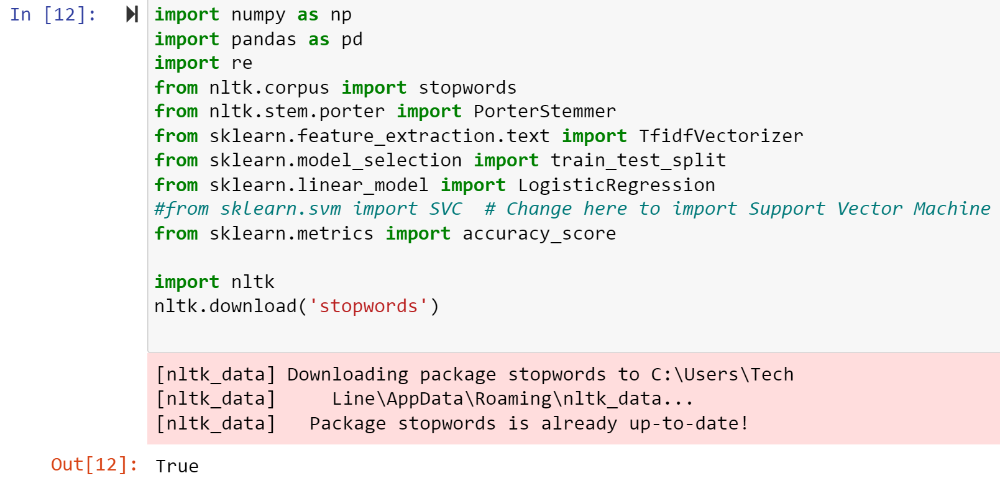 In [12]:
import numpy as np
import pandas as pd
import re
from nltk.corpus import stopwords
from nltk.stem.porter import PorterStemmer
from sklearn.feature_extraction.text import TfidfVectorizer
from sklearn.model_selection import train_test_split
from sklearn.linear_model import LogisticRegression
#from sklearn.svm import SVC  # Change here to import Support Vector Machine
from sklearn.metrics import accuracy_score
import nltk
nltk.download('stopwords')
[nltk_data] Downloading package stopwords to C:\Users\Tech
[nltk_data]     Line\AppData\Roaming\nltk_data...
[nltk_data]   Package stopwords is already up-to-date!
Out[12]: True